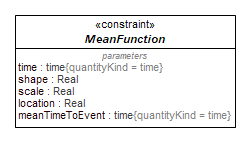 «constraint»
MeanFunction
parameters
time : time{quantityKind = time}
shape : Real
scale : Real
location : Real
meanTimeToEvent : time{quantityKind = time}